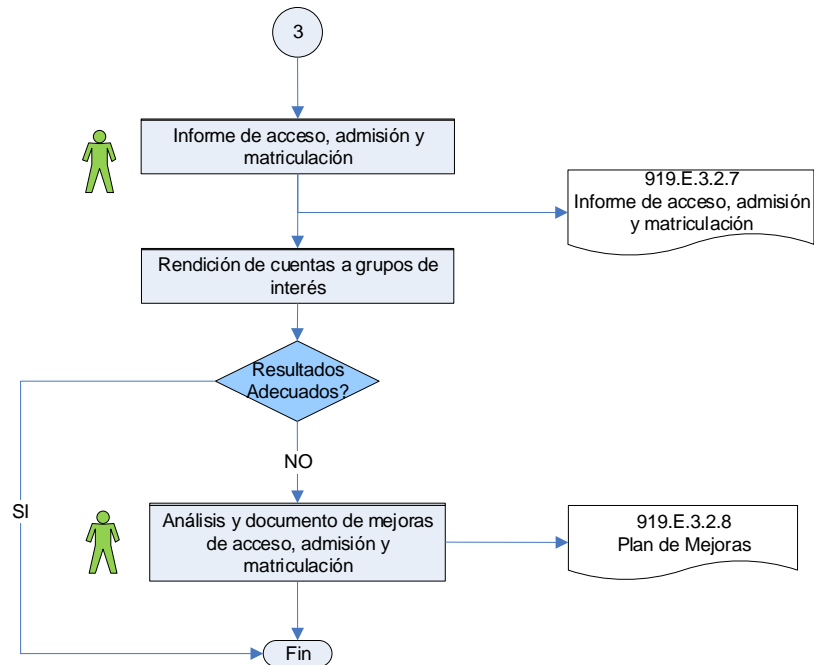 3
Informe de acceso, admisión y
matriculación
919.E.3.2.7
Informe de acceso, admisión
y matriculación
Rendición de cuentas a grupos de
interés
Resultados
Adecuados?
NO
SI
Análisis y documento de mejoras
de acceso, admisión y
matriculación
919.E.3.2.8
Plan de Mejoras
Fin